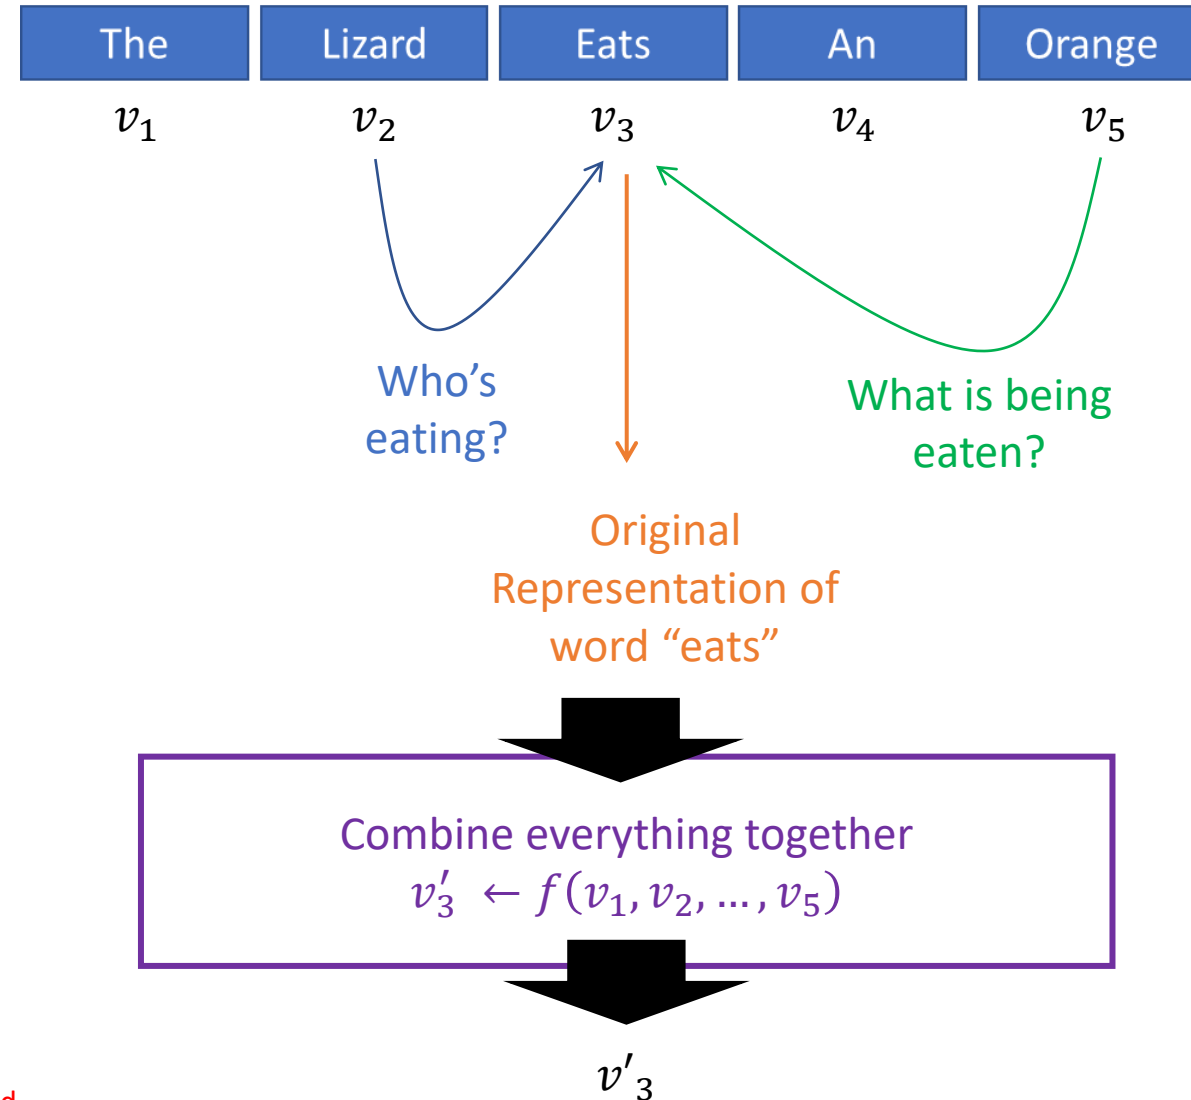 The Lizard Eats An Orange
v₁ v₂ v₃ v₄ v₅
Who's
eating?
What is being
eaten?
Original
Representation of
word “eats”
Combine everything together
v₃′ ← f(v₁, v₂, …, v₅)
v′₃